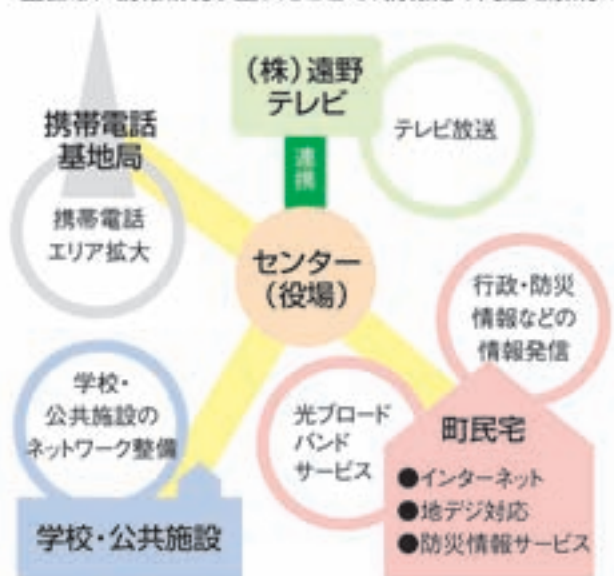 (株)遠野
テレビ
テレビ放送
連携
携帯電話
基地局
携帯電話
エリア拡大
センター
(役場)
行政・防災
情報などの
情報発信
学校・
公共施設の
ネットワーク整備
光ブロード
バンド
サービス
町民宅
●インターネット
●地デジ対応
●防災情報サービス
学校・公共施設